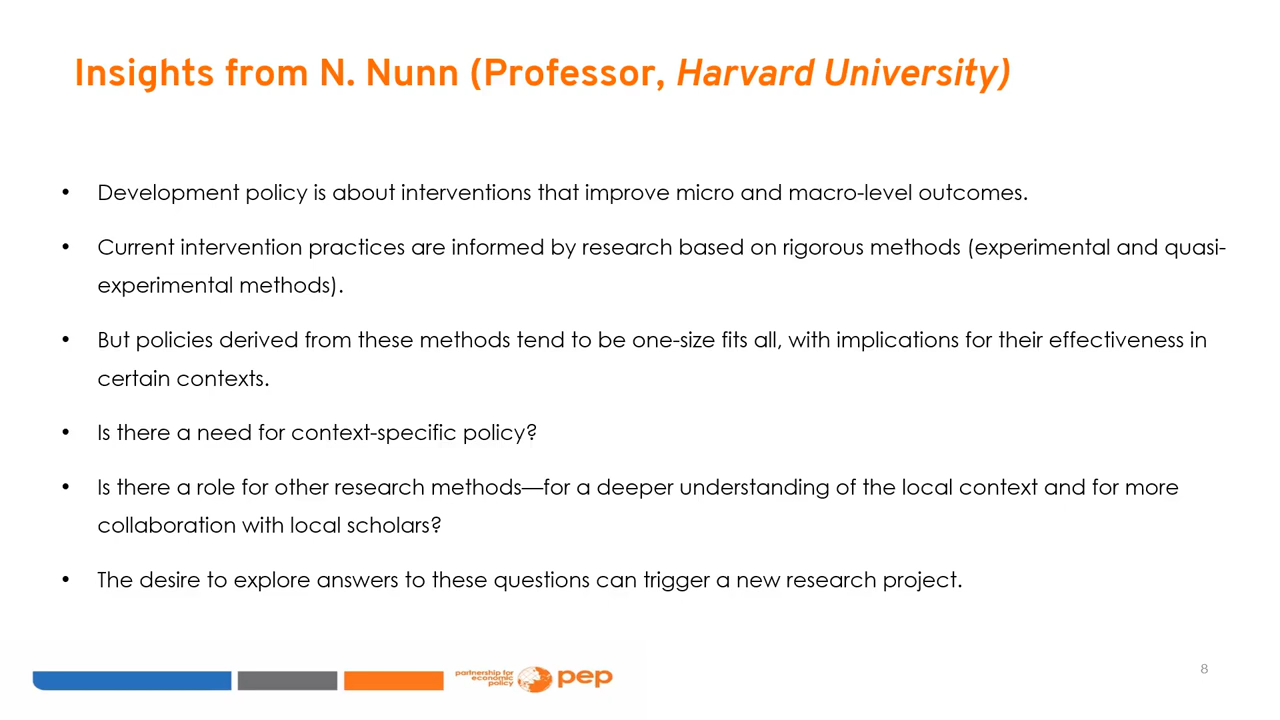 Insights from N. Nunn (Professor, Harvard University)
• Development policy is about interventions that improve micro and macro-level outcomes.
• Current intervention practices are informed by research based on rigorous methods (experimental and quasi-
experimental methods).
• But policies derived from these methods tend to be one-size fits all, with implications for their effectiveness in
certain contexts.
• Is there a need for context-specific policy?
• Is there a role for other research methods—for a deeper understanding of the local context and for more
collaboration with local scholars?
• The desire to explore answers to these questions can trigger a new research project.
partnership for
economic
policy
pep
8